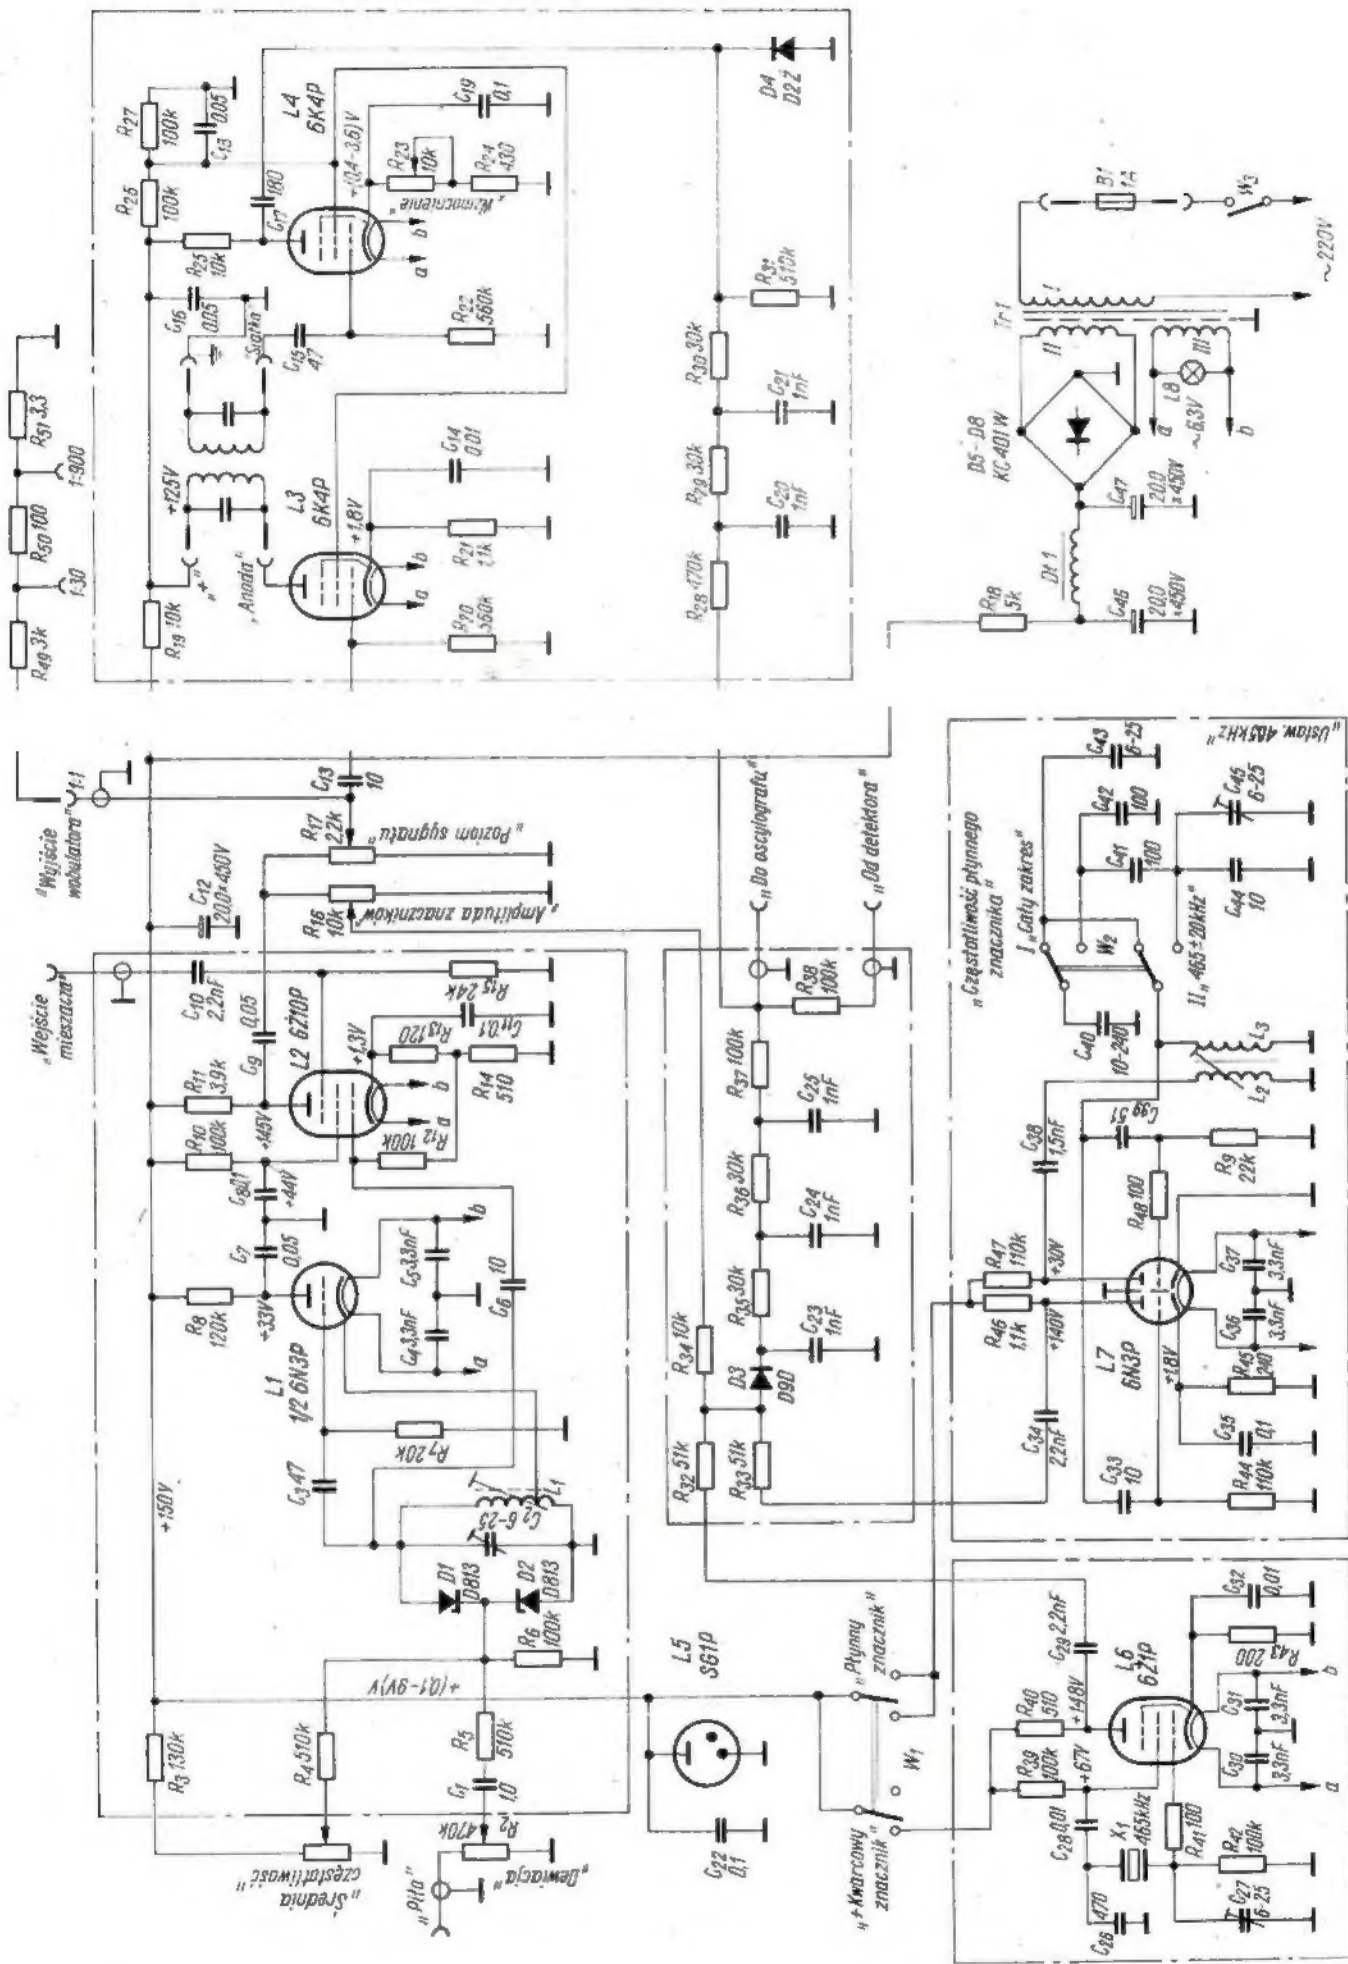 „Wejście
mieszacza"
„Wyjście
wobulatora"
1:1
R49 3k
1:30
R50 100
1:900
R51 3,3
+150V
R3 130k
R4 510k
„Średnia
częstotliwość"
„Piła"
R2
470k
„Dewiacja"
C1
1,0
R5
510k
+(0,1-9V)V
R6
100k
D1
D813
D2
D813
C2 6-25
L1
C3 47
R7 20k
L1
1/2 6N3P
R8
120k
+33V
C7
0,05
C8 0,1
+44V
C4 3,3nF
C5 3,3nF
a
b
C6
10
R10
100k
R11
3,9k
+145V
C9
0,05
C10
2,2nF
L2 6Ż10P
+1,3V
R12
100k
R13 120
R14
510
C11 0,1
R15 24k
a
b
C12
20,0×450V
R16
10k
„Amplituda znaczników"
R17
2,2k
„Poziom sygnału"
C13
10
R19
10k
„+"
„Anoda"
+125V
L3
6K4P
+1,8V
R20
560k
R21
1,1k
C14
0,01
a
b
C15
47
„Siatka"
C16
0,05
R22
560k
R25
10k
R26
100k
R27
100k
C18
0,05
C17
180
L4
6K4P
+(0,4-3,6)V
R23
10k
R24
430
„Wzmocnienie"
C19
0,1
a
b
R28 470k
C20
1nF
R29 30k
C21
1nF
R30 30k
R31
510k
D4
D2Ż
C22
0,1
L5
SG1P
R32 51k
R33 51k
R34 10k
D3
D9D
C23
1nF
R35 30k
C24
1nF
R36 30k
C25
1nF
R37 100k
R38
100k
„Do oscylografu"
„Od detektora"
„+Kwarcowy
znacznik"
W1
„Płynny
znacznik"
C26
470
C27
6-25
C28 0,01
X1
465kHz
R41 100
R42
100k
R39
100k
+67V
R40
510
+148V
C29 2,2nF
L6
6Ż1P
C30
3,3nF
C31
3,3nF
R43 200
C32
0,01
a
b
C33
10
R44
110k
C34
2,2nF
C35
0,1
R45
240
+1,8V
L7
6N3P
R46
1,1k
+140V
R47
110k
+30V
C36
3,3nF
C37
3,3nF
C38
1,5nF
R48 100
C39 51
R9
22k
L2
L3
C40
10-240
„Częstotliwość płynnego
znacznika"
I „Cały zakres"
W2
II „465±20kHz"
C41
100
C42
100
C43
6-25
C44
10
C45
6-25
„Ustaw. 465kHz"
R18
5k
Dł 1
C46
20,0
×450V
C47
20,0
×450V
D5-D8
KC 401 W
Tr1
I
II
III
L8
~6,3V
a
b
B1
1A
W3
~220V